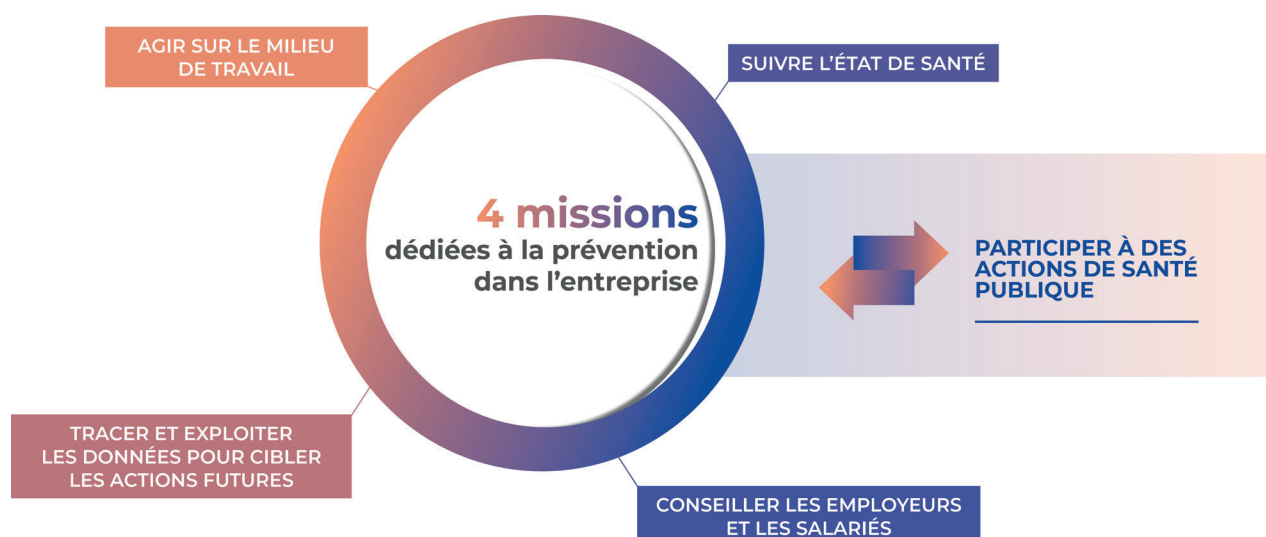 AGIR SUR LE MILIEU
DE TRAVAIL
SUIVRE L'ÉTAT DE SANTÉ
4 missions
dédiées à la prévention
dans l'entreprise
PARTICIPER À DES
ACTIONS DE SANTÉ
PUBLIQUE
TRACER ET EXPLOITER
LES DONNÉES POUR CIBLER
LES ACTIONS FUTURES
CONSEILLER LES EMPLOYEURS
ET LES SALARIÉS